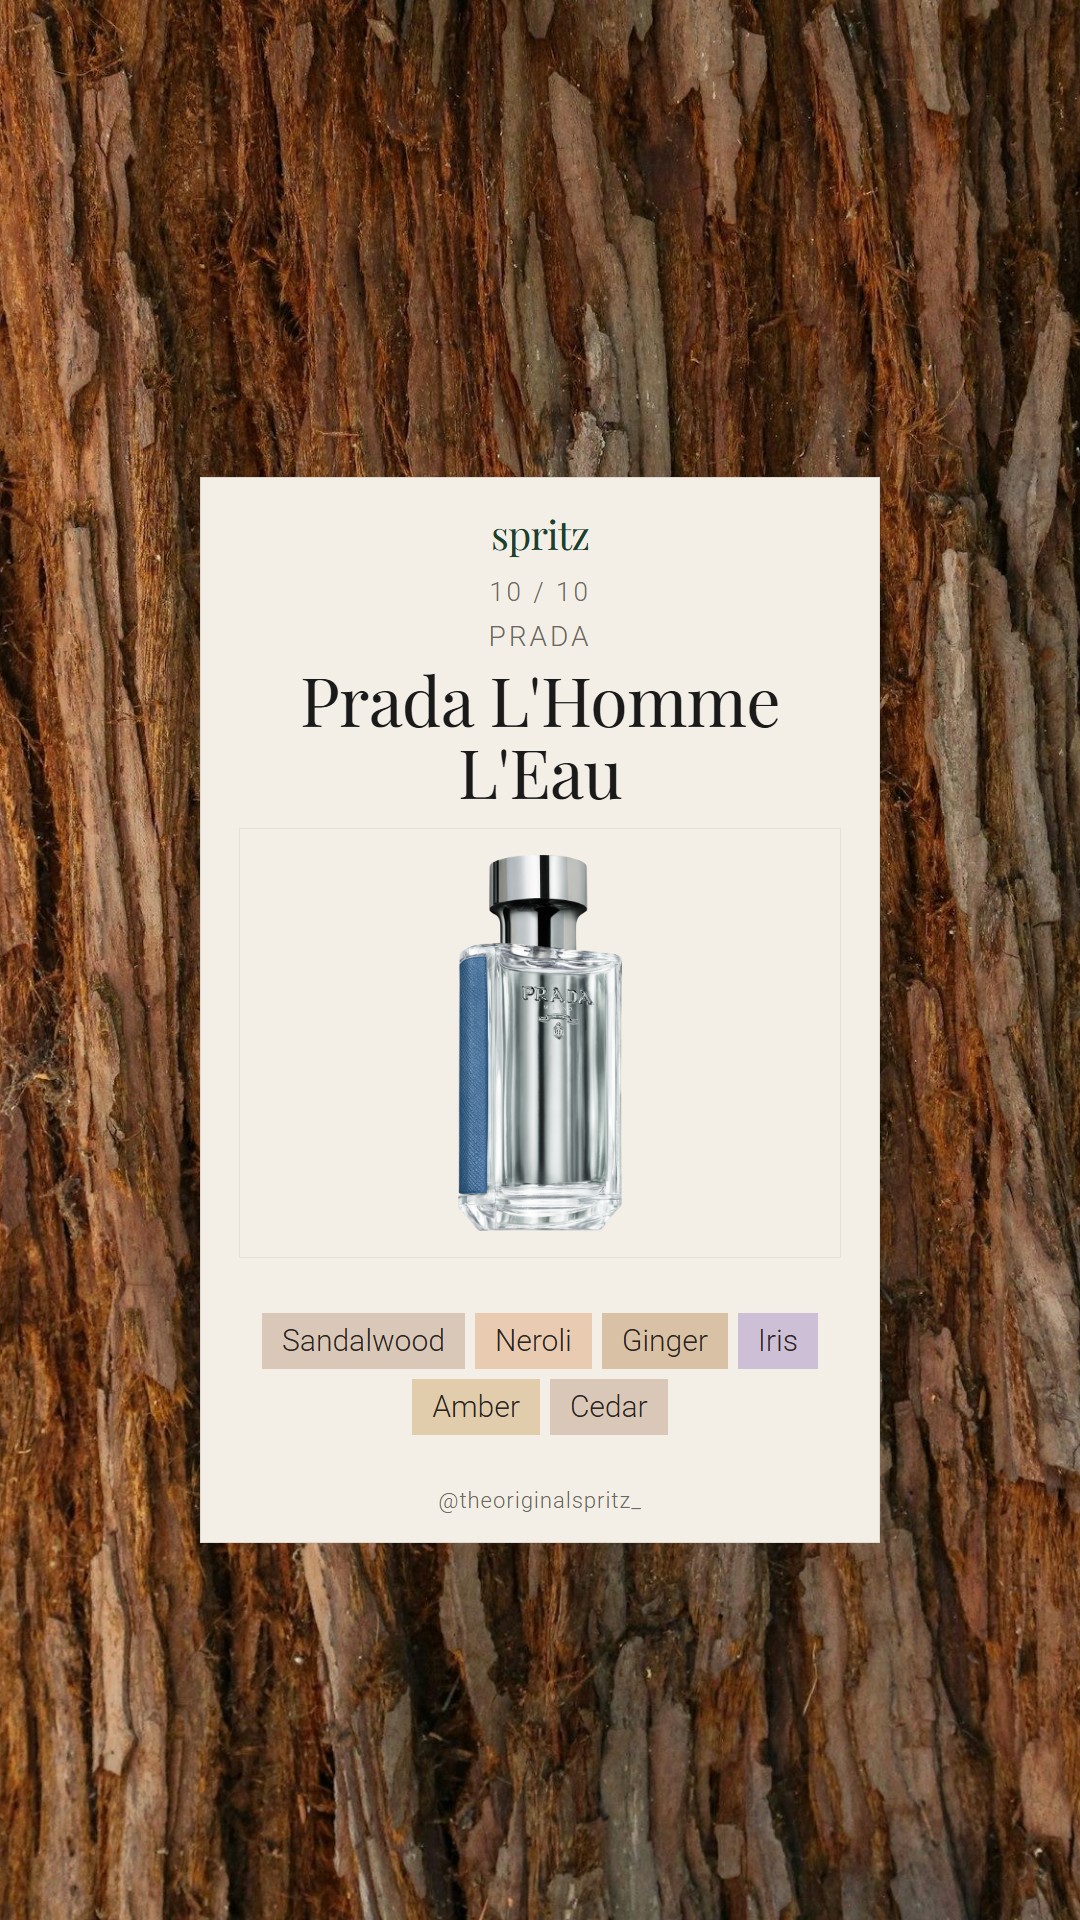 spritz
10 / 10
PRADA
Prada L'Homme
L'Eau
PRADA
Sandalwood Neroli Ginger Iris
Amber Cedar
@theoriginalspritz_